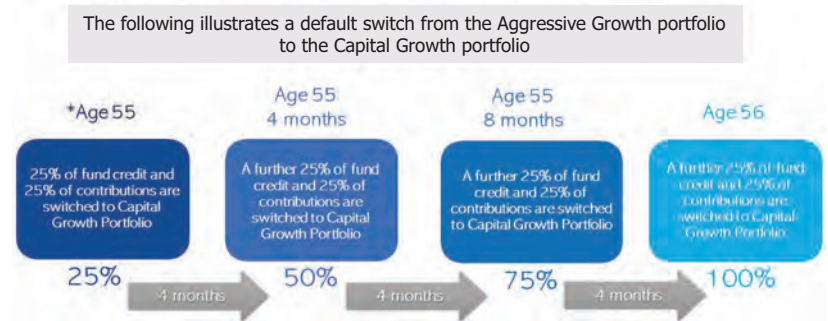 The following illustrates a default switch from the Aggressive Growth portfolio
to the Capital Growth portfolio
*Age 55
25% of fund credit and
25% of contributions are
switched to Capital
Growth Portfolio
25%
4 months
Age 55
4 months
A further 25% of fund
credit and 25% of
contributions are
switched to Capital
Growth Portfolio
50%
4 months
Age 55
8 months
A further 25% of fund
credit and 25% of
contributions are switched
to Capital Growth Portfolio
75%
4 months
Age 56
A further 25% of fund
credit and 25% of
contributions are
switched to Capital
Growth Portfolio
100%